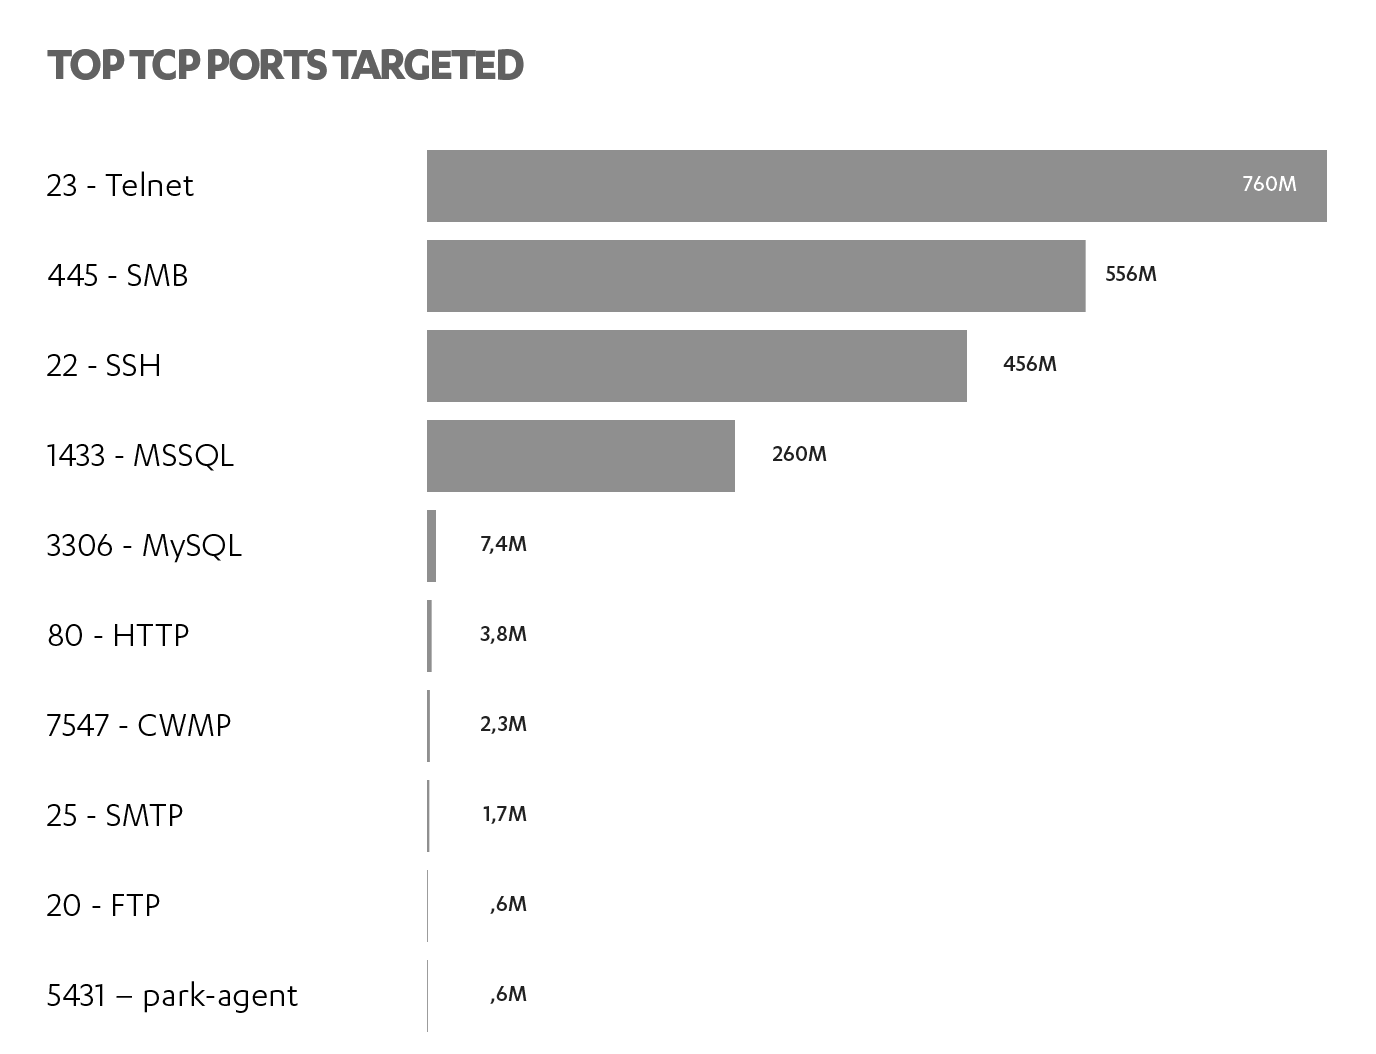 TOP TCP PORTS TARGETED
23 - Telnet 760M
445 - SMB 556M
22 - SSH 456M
1433 - MSSQL 260M
3306 - MySQL 7,4M
80 - HTTP 3,8M
7547 - CWMP 2,3M
25 - SMTP 1,7M
20 - FTP ,6M
5431 – park-agent ,6M